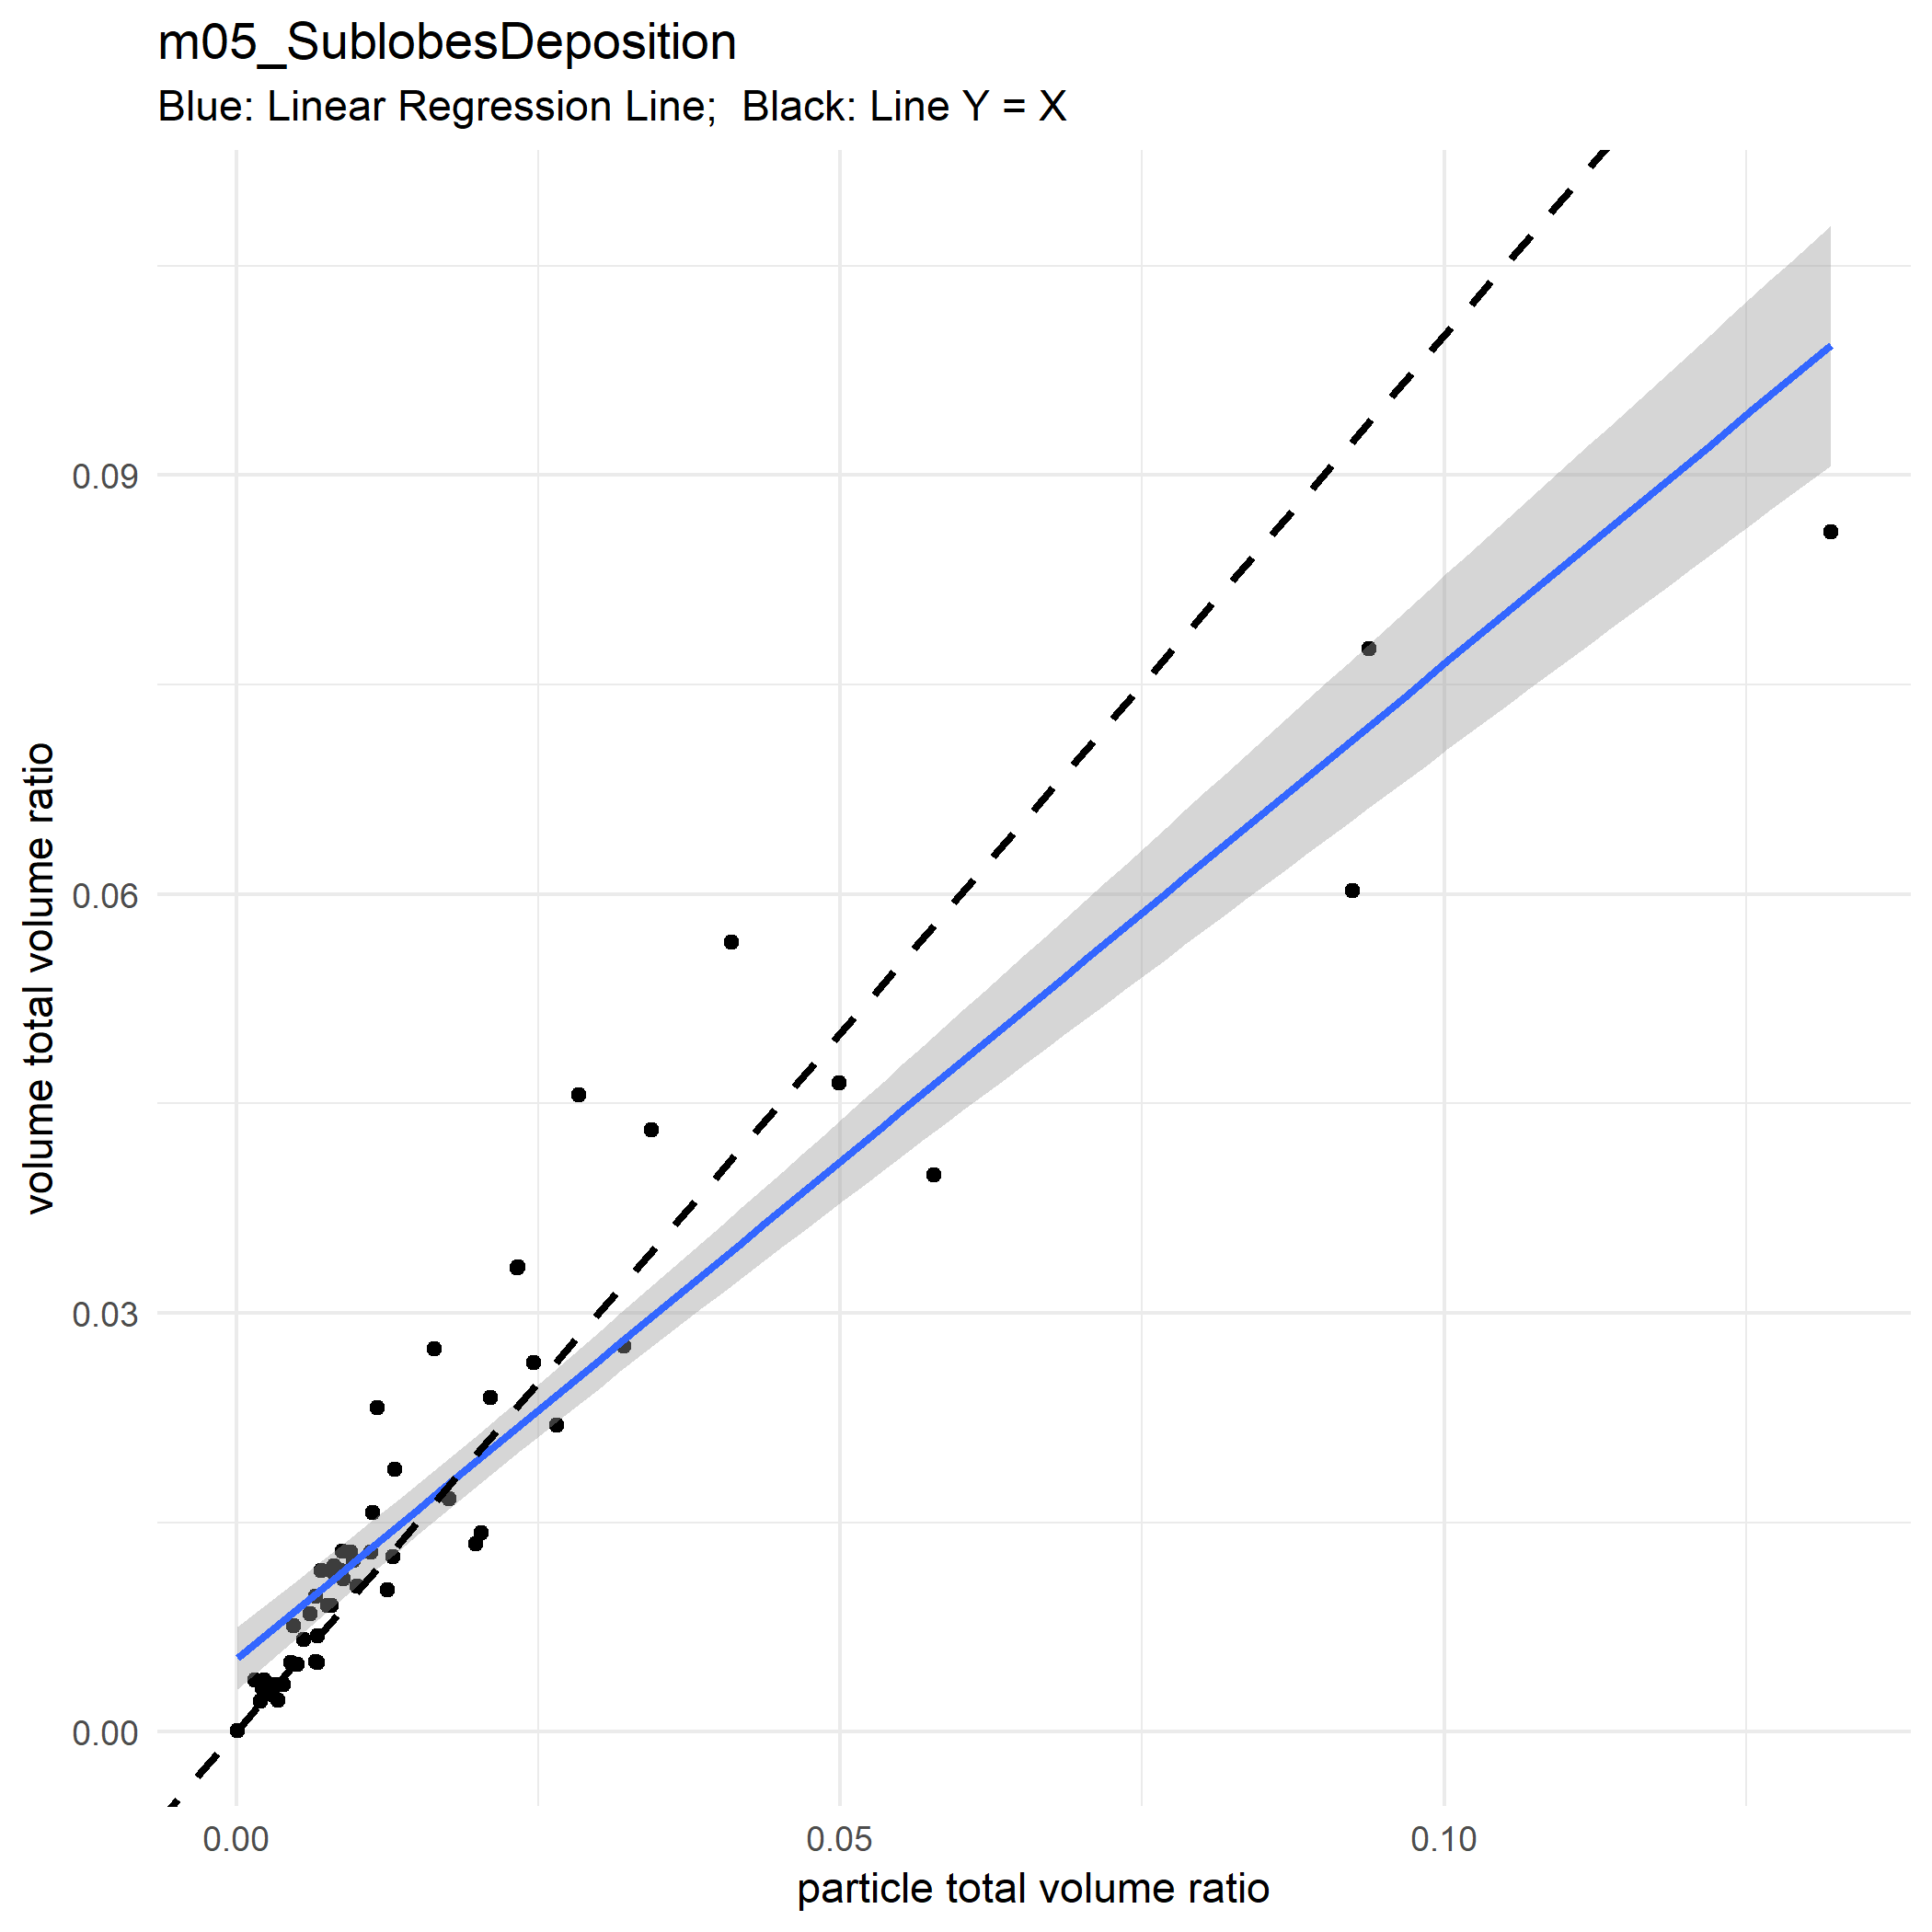 m05_SublobesDeposition
Blue: Linear Regression Line;  Black: Line Y = X
volume total volume ratio
0.09
0.06
0.03
0.00
0.00
0.05
0.10
particle total volume ratio